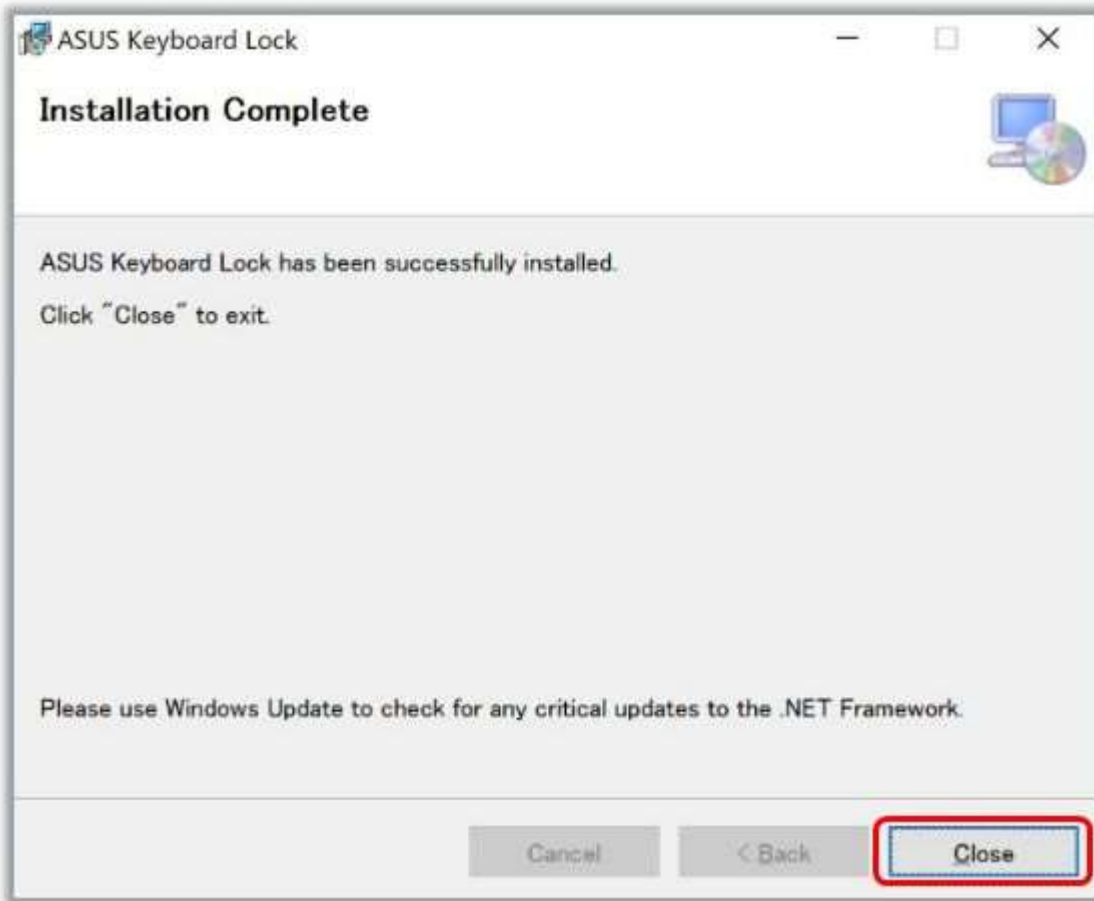 ASUS Keyboard Lock
Installation Complete
ASUS Keyboard Lock has been successfully installed.
Click "Close" to exit.
Please use Windows Update to check for any critical updates to the .NET Framework.
Cancel
< Back
Close